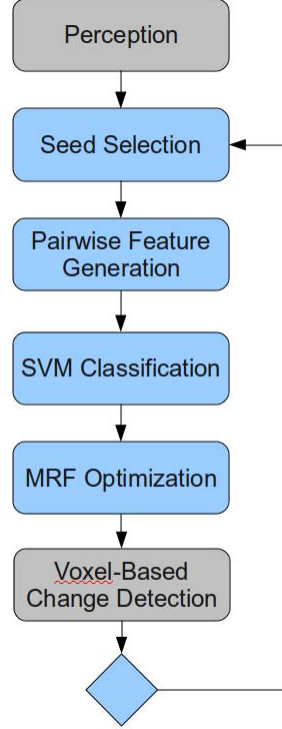 Perception
Seed Selection
Pairwise Feature
Generation
SVM Classification
MRF Optimization
Voxel-Based
Change Detection